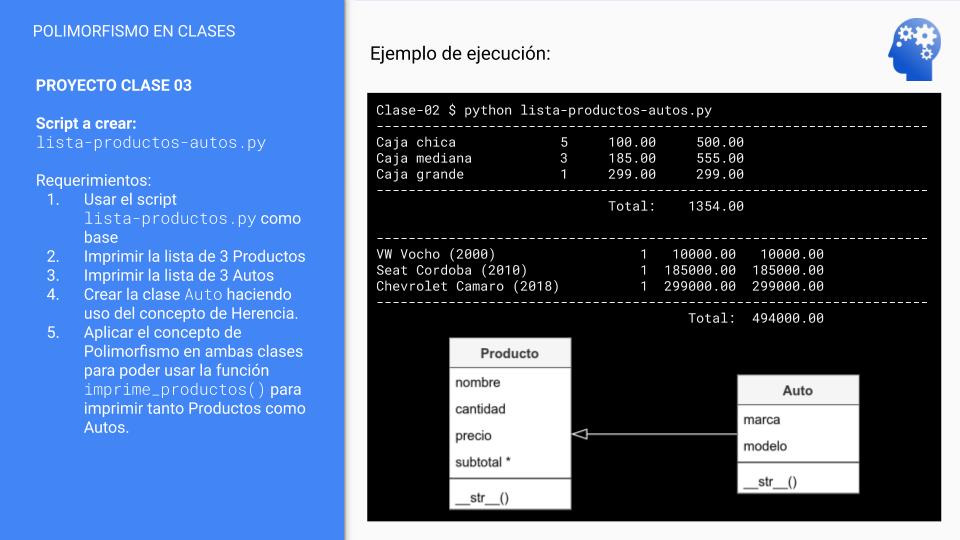 POLIMORFISMO EN CLASES
PROYECTO CLASE 03
Script a crear:
lista-productos-autos.py
Requerimientos:
1. Usar el script
lista-productos.py como
base
2. Imprimir la lista de 3 Productos
3. Imprimir la lista de 3 Autos
4. Crear la clase Auto haciendo
uso del concepto de Herencia.
5. Aplicar el concepto de
Polimorfismo en ambas clases
para poder usar la función
imprime_productos() para
imprimir tanto Productos como
Autos.
Ejemplo de ejecución:
Clase-02 $ python lista-productos-autos.py
---------------------------------------------------------------------
Caja chica 5 100.00 500.00
Caja mediana 3 185.00 555.00
Caja grande 1 299.00 299.00
---------------------------------------------------------------------
Total: 1354.00
---------------------------------------------------------------------
VW Vocho (2000) 1 10000.00 10000.00
Seat Cordoba (2010) 1 185000.00 185000.00
Chevrolet Camaro (2018) 1 299000.00 299000.00
---------------------------------------------------------------------
Total: 494000.00
Producto
nombre
cantidad
precio
subtotal *
__str__()
Auto
marca
modelo
__str__()